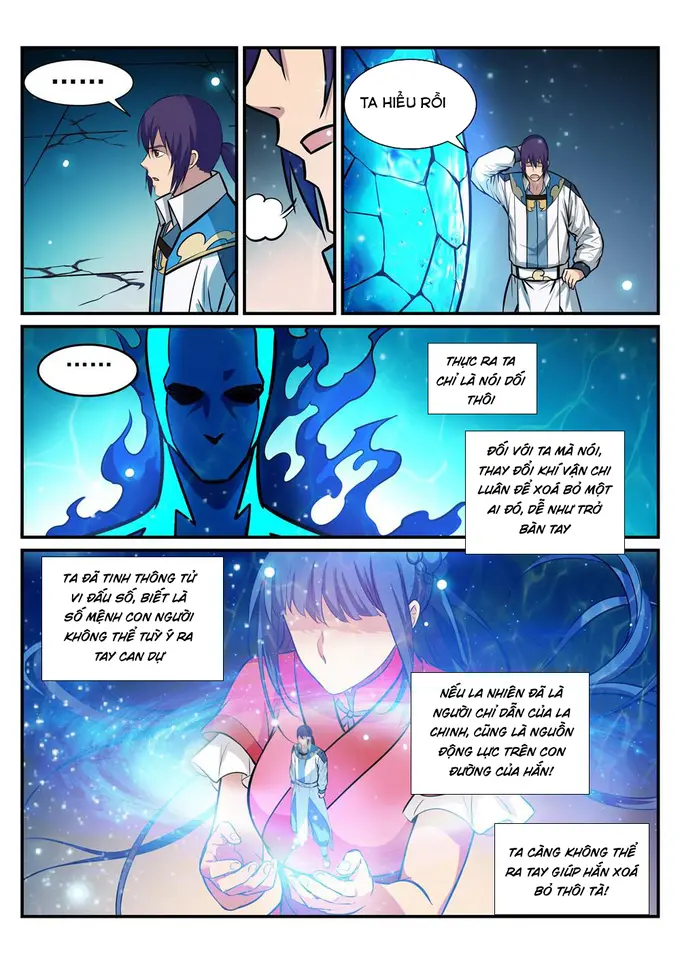 ......
TA HIỂU RỒI
......
THỰC RA TA
CHỈ LÀ NÓI DỐI
THÔI
ĐỐI VỚI TA MÀ NÓI,
THAY ĐỔI KHÍ VẬN CHI
LUÂN ĐỂ XOÁ BỎ MỘT
AI ĐÓ, DỄ NHƯ TRỞ
BÀN TAY
TA ĐÃ TINH THÔNG TỬ
VI ĐẤU SỐ, BIẾT LÀ
SỐ MỆNH CON NGƯỜI
KHÔNG THỂ TUỲ Ý RA
TAY CAN DỰ
NẾU LA NHIÊN ĐÃ LÀ
NGƯỜI CHỈ DẪN CỦA LA
CHINH, CŨNG LÀ NGUỒN
ĐỘNG LỰC TRÊN CON
ĐƯỜNG CỦA HẮN!
TA CÀNG KHÔNG THỂ
RA TAY GIÚP HẮN XOÁ
BỎ THÔI TÀ!